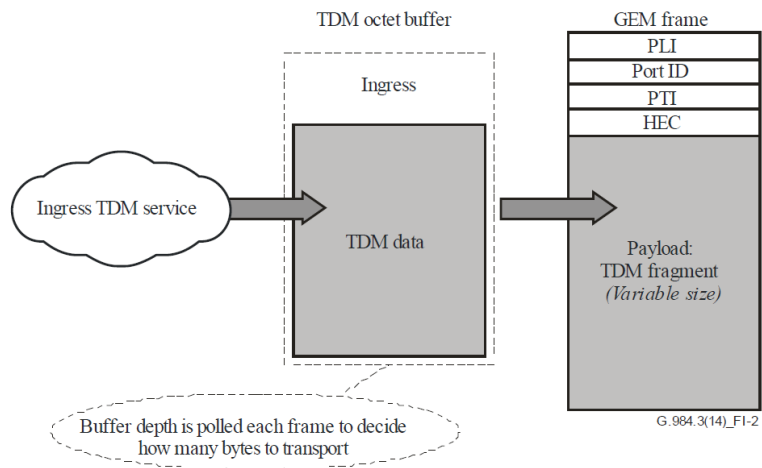 TDM octet buffer
GEM frame
PLI
Port ID
PTI
HEC
Ingress
Ingress TDM service
TDM data
Payload:
TDM fragment
(Variable size)
G.984.3(14)_FI-2
Buffer depth is polled each frame to decide
how many bytes to transport